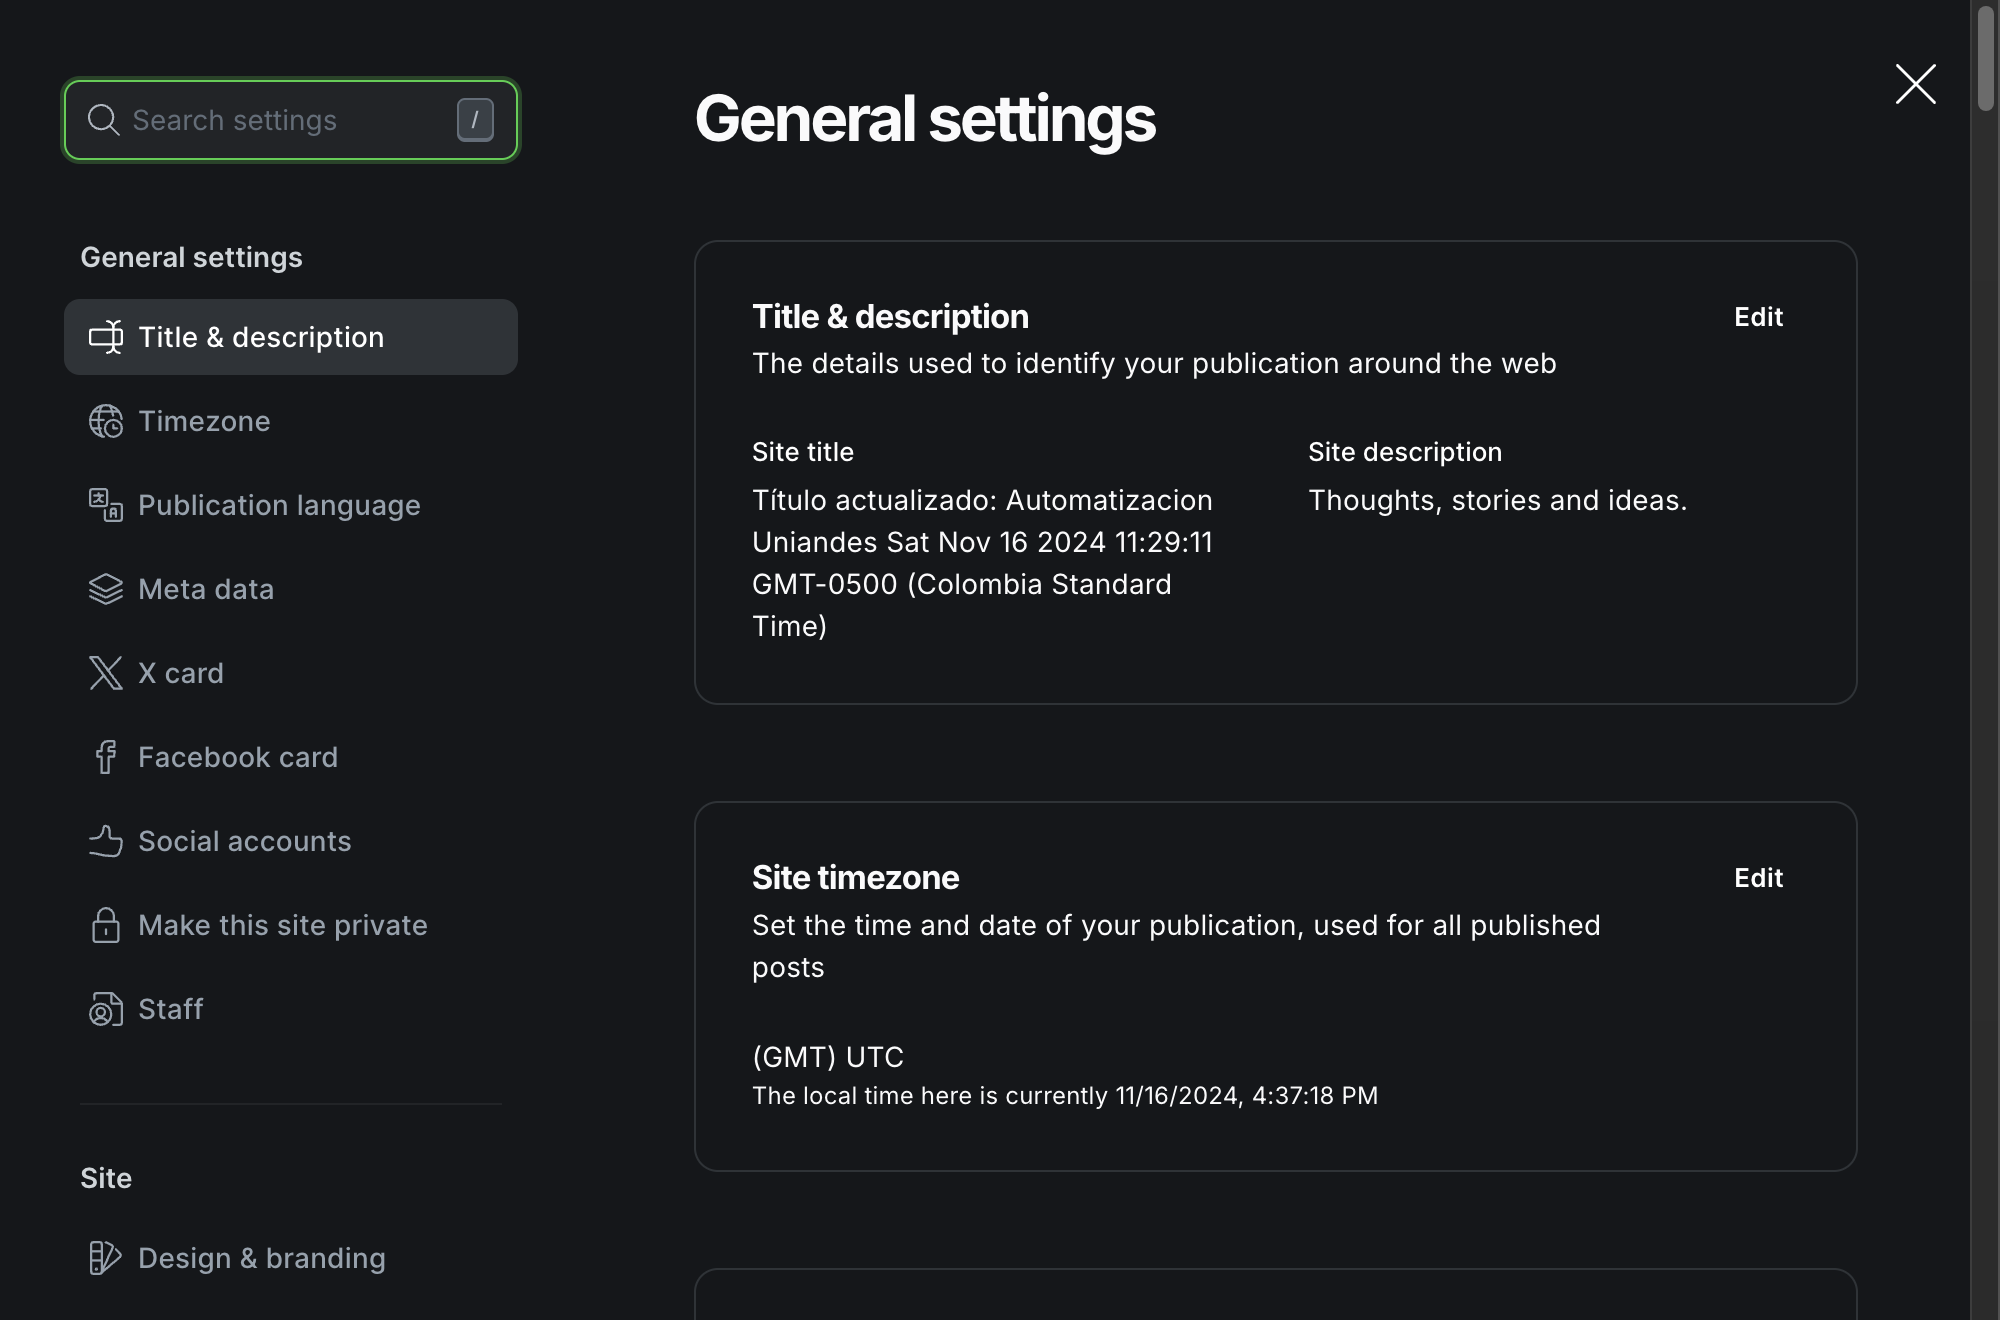 Search settings /
General settings
Title & description
Timezone
Publication language
Meta data
X card
Facebook card
Social accounts
Make this site private
Staff
Site
Design & branding
General settings
Title & description
Edit
The details used to identify your publication around the web
Site title
Título actualizado: Automatizacion
Uniandes Sat Nov 16 2024 11:29:11
GMT-0500 (Colombia Standard
Time)
Site description
Thoughts, stories and ideas.
Site timezone
Edit
Set the time and date of your publication, used for all published
posts
(GMT) UTC
The local time here is currently 11/16/2024, 4:37:18 PM